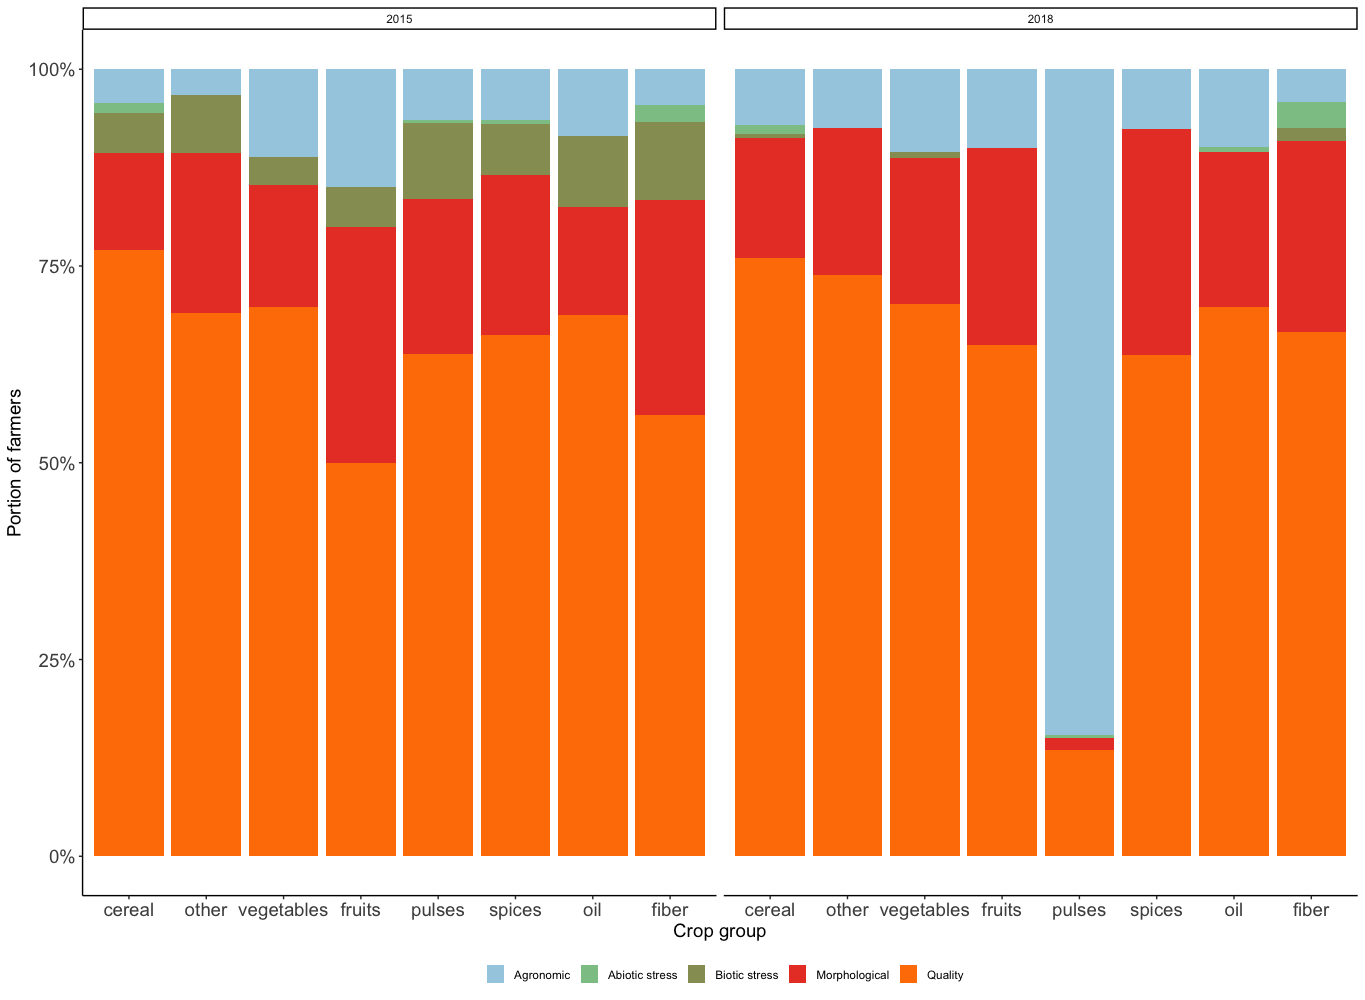 2015 2018
100%
75%
50%
25%
0%
Portion of farmers
cereal other vegetables fruits pulses spices oil fiber cereal other vegetables fruits pulses spices oil fiber
Crop group
Agronomic Abiotic stress Biotic stress Morphological Quality